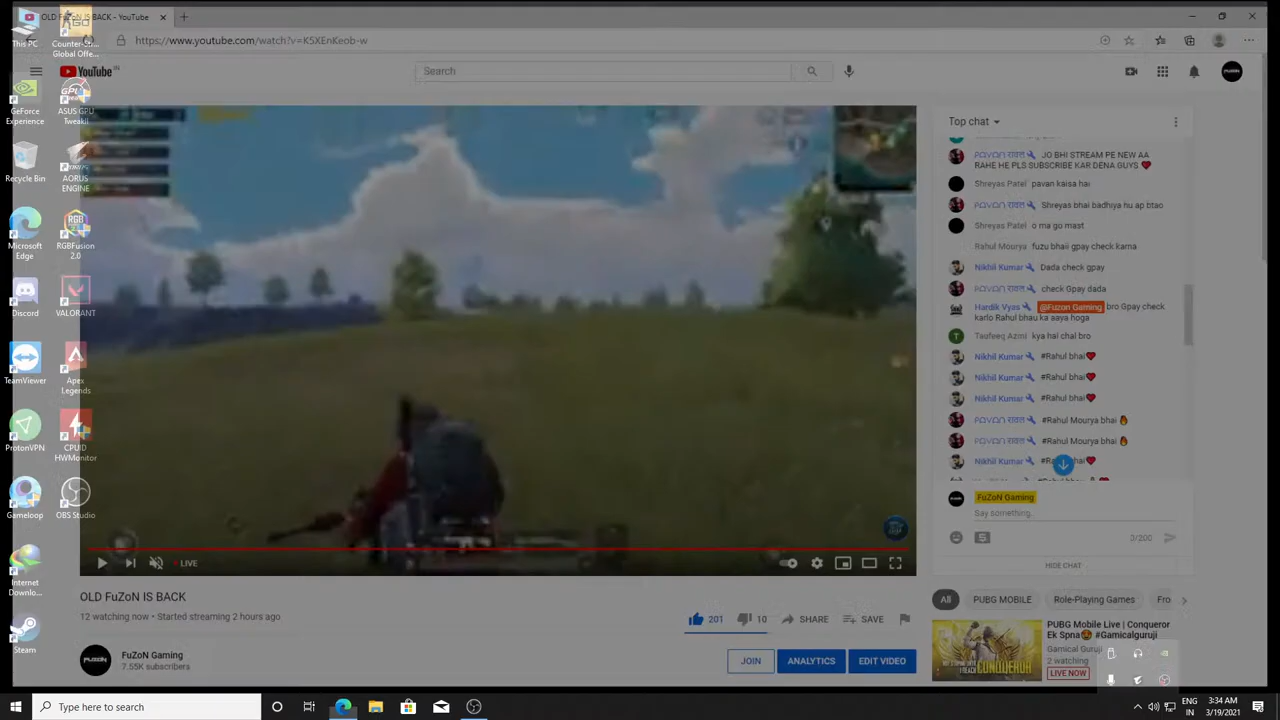 OLD FuZoN IS BACK - YouTube
https://www.youtube.com/watch?v=K5XEnKeob-w
This PC
Counter-Str...
Global Offe...
GeForce
Experience
ASUS GPU
TweakII
Recycle Bin
AORUS
ENGINE
Microsoft
Edge
RGBFusion
2.0
Discord
VALORANT
TeamViewer
Apex
Legends
ProtonVPN
CPUID
HWMonitor
Gameloop
OBS Studio
Internet
Downlo...
Steam
YouTube IN
Search
LIVE
OLD FuZoN IS BACK
12 watching now • Started streaming 2 hours ago
201
10
SHARE
SAVE
FuZoN Gaming
7.55K subscribers
JOIN
ANALYTICS
EDIT VIDEO
Top chat
JO BHI STREAM PE NEW AA
RAHE HE PLS SUBSCRIBE KAR DENA GUYS ❤
Shreyas Patel pavan kaisa hai
Shreyas bhai badhiya hu ap btao
Shreyas Patel o ma go mast
Rahul Mourya fuzu bhaii gpay check karna
Nikhil Kumar Dada check gpay
check Gpay dada
Hardik Vyas @Fuzon Gaming bro Gpay check
karlo Rahul bhau ka aaya hoga
Taufeeq Azmi kya hai chal bro
Nikhil Kumar #Rahul bhai❤
Nikhil Kumar #Rahul bhai❤
Nikhil Kumar #Rahul bhai❤
#Rahul Mourya bhai 🔥
#Rahul Mourya bhai 🔥
Nikhil Kumar
FuZoN Gaming
Say something...
3/200
HIDE CHAT
All
PUBG MOBILE
Role-Playing Games
Fro
PUBG Mobile Live | Conqueror
Ek Spna😍 #Gamicalguruji
Gamical Guruji
2 watching
LIVE NOW
Type here to search
ENG
IN
3:34 AM
3/19/2021